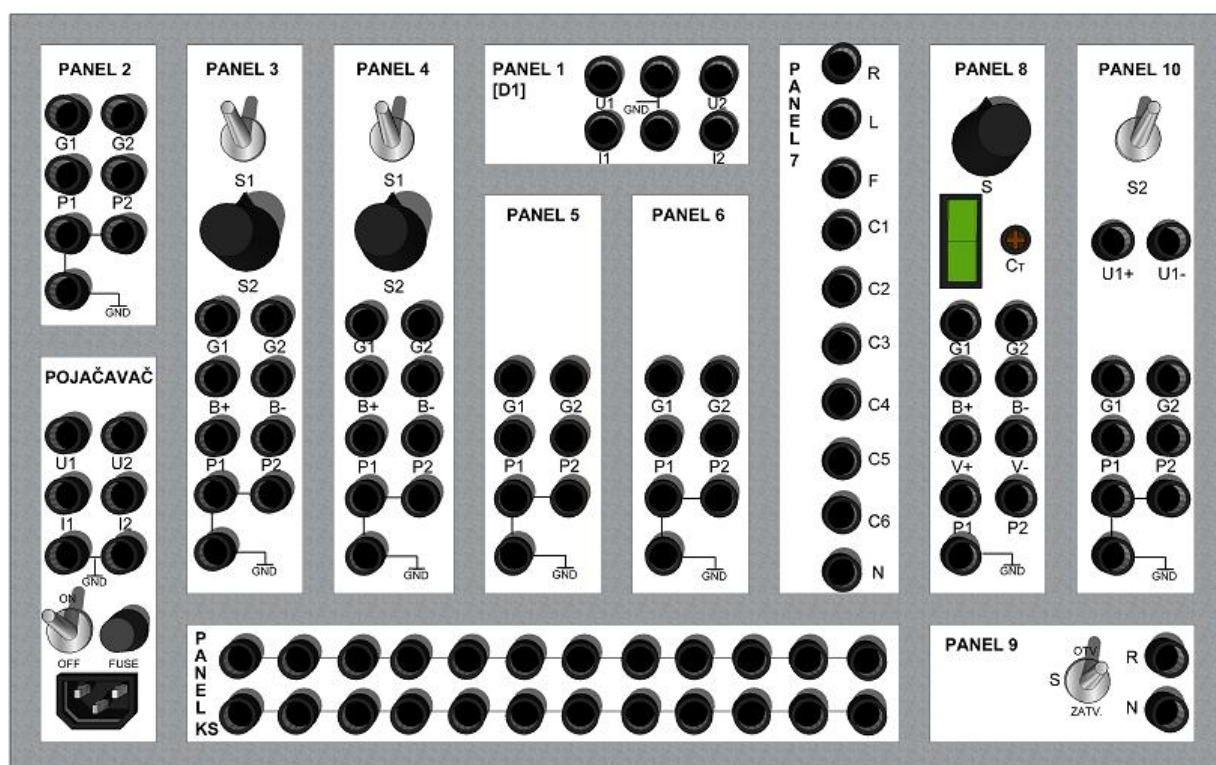 PANEL 2
G1 G2
P1 P2
GND
POJAČAVAČ
U1 U2
I1 I2
GND
ON
OFF FUSE
PANEL 3
S1
S2
G1 G2
B+ B-
P1 P2
GND
PANEL 4
S1
S2
G1 G2
B+ B-
P1 P2
GND
PANEL 1
[D1]
U1 GND U2
I1 I2
PANEL 5
G1 G2
P1 P2
GND
PANEL 6
G1 G2
P1 P2
GND
PANEL 7
R
L
F
C1
C2
C3
C4
C5
C6
N
PANEL 8
S
CT
G1 G2
B+ B-
V+ V-
P1 P2
GND
PANEL 10
S2
U1+ U1-
G1 G2
P1 P2
GND
PANEL KS
PANEL 9
OTV
S
ZATV.
R
N